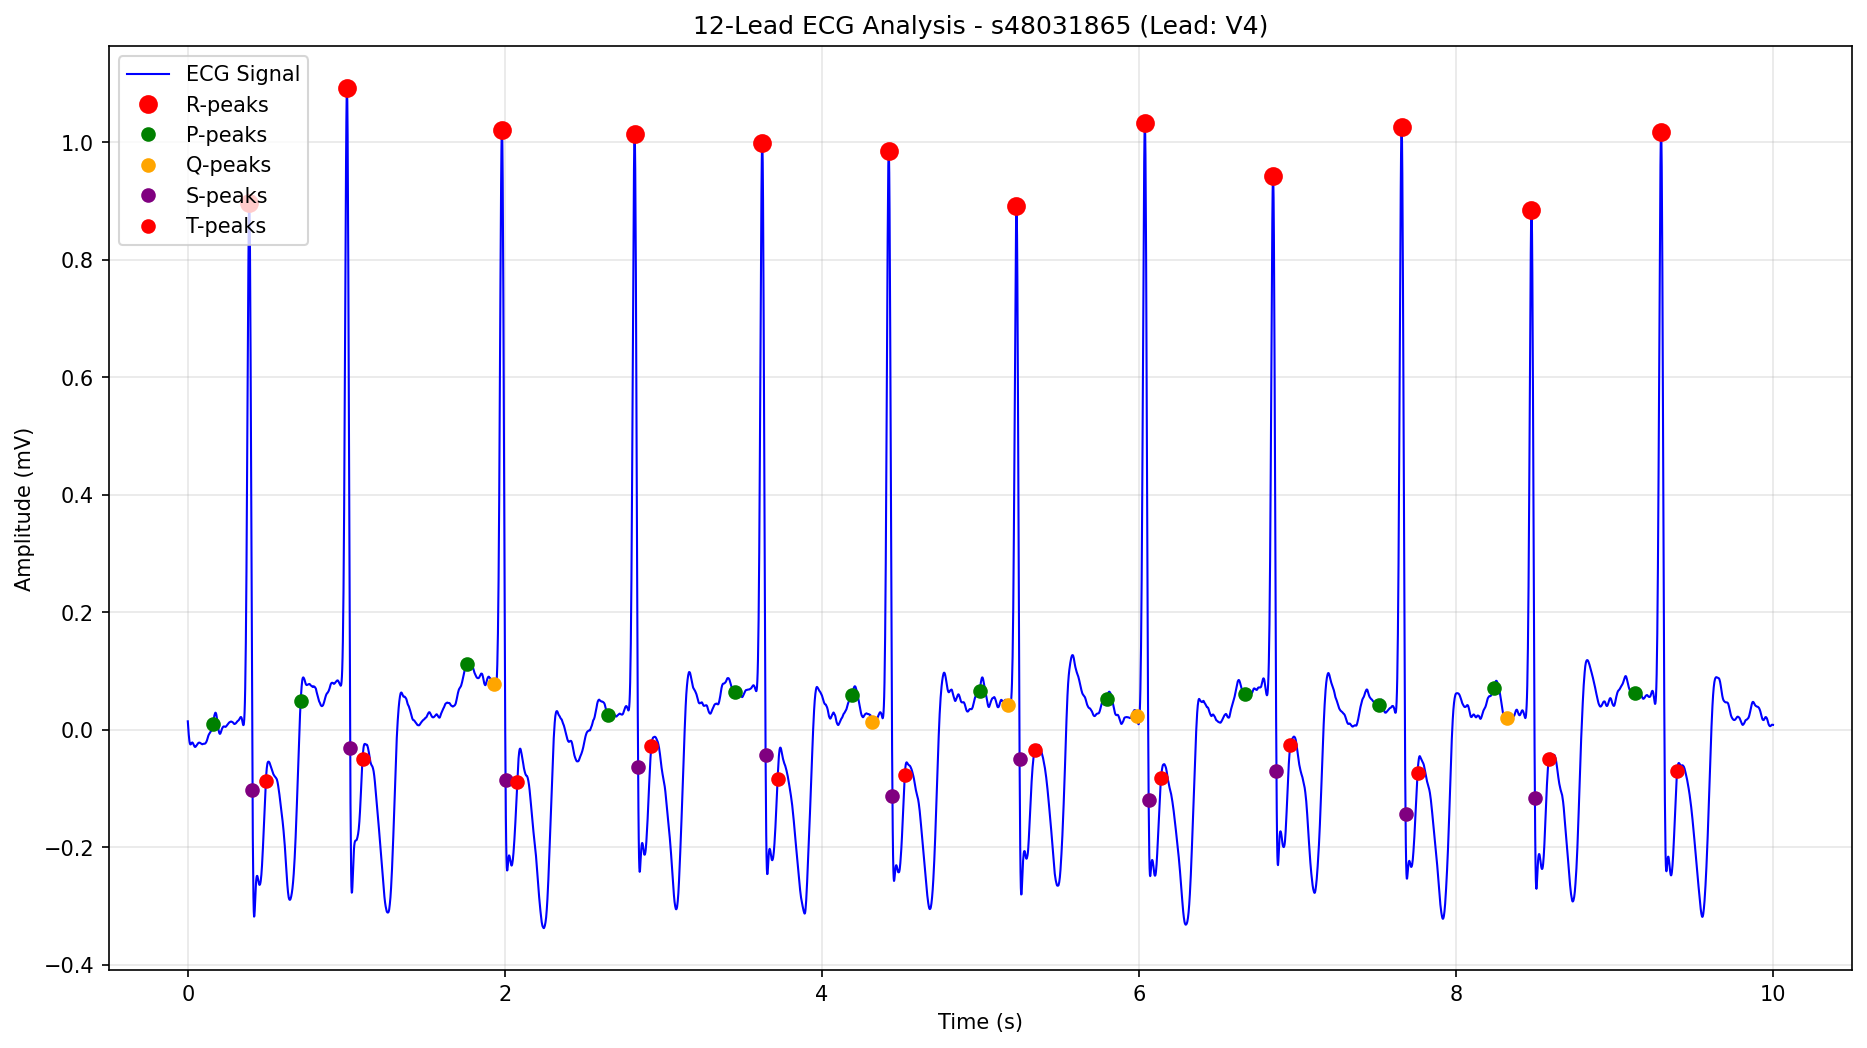 12-Lead ECG Analysis - s48031865 (Lead: V4)
ECG Signal
R-peaks
P-peaks
Q-peaks
S-peaks
T-peaks
Amplitude (mV)
1.0
0.8
0.6
0.4
0.2
0.0
−0.2
−0.4
0 2 4 6 8 10
Time (s)